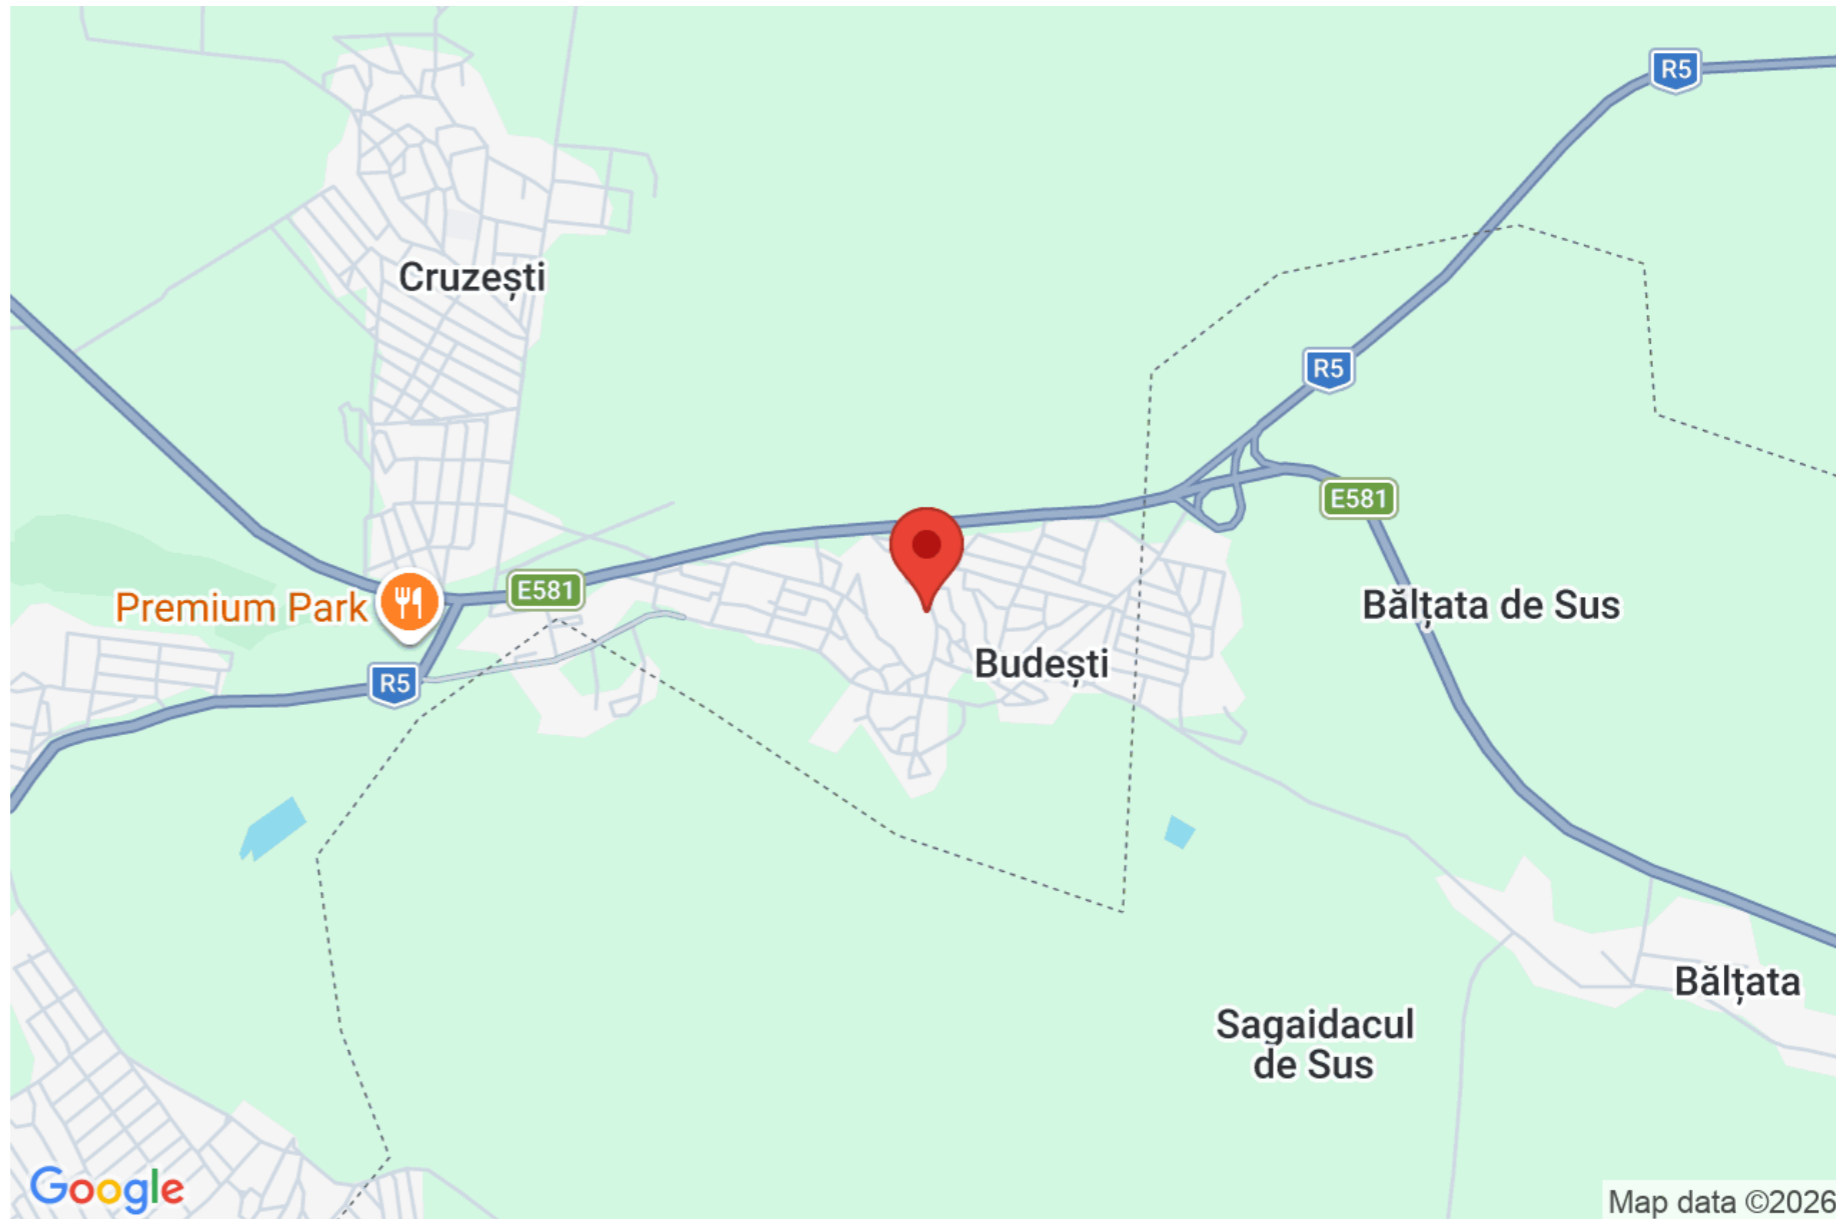 R5
Cruzești
R5
E581
E581
Premium Park
Bălțata de Sus
Budești
R5
Bălțata
Sagaidacul
de Sus
Google
Map data ©2026